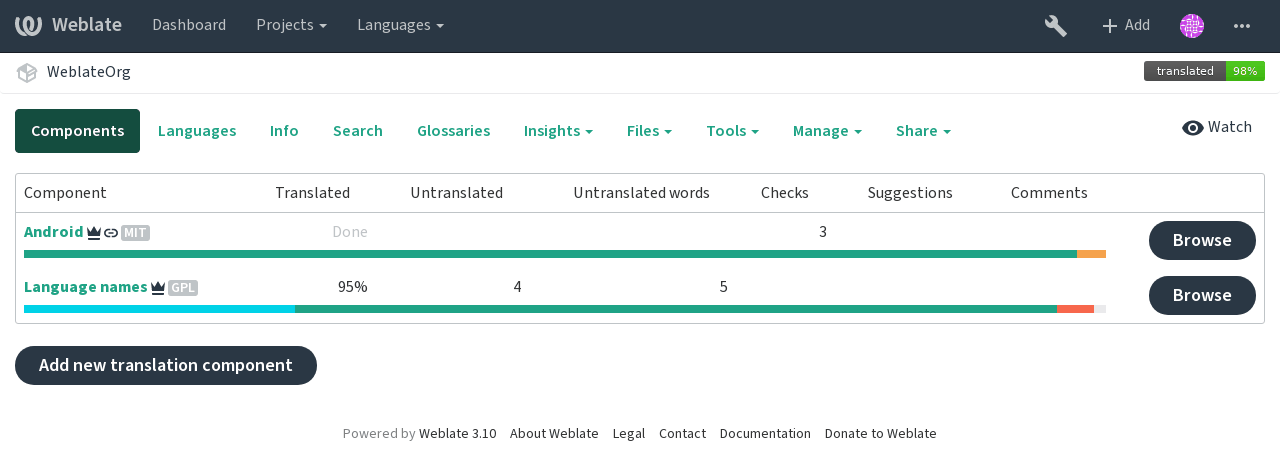 Weblate Dashboard Projects Languages Add
WeblateOrg translated 98%
Components Languages Info Search Glossaries Insights Files Tools Manage Share Watch
Component Translated Untranslated Untranslated words Checks Suggestions Comments
Android MIT Done 3 Browse
Language names GPL 95% 4 5 Browse
Add new translation component
Powered by Weblate 3.10 About Weblate Legal Contact Documentation Donate to Weblate